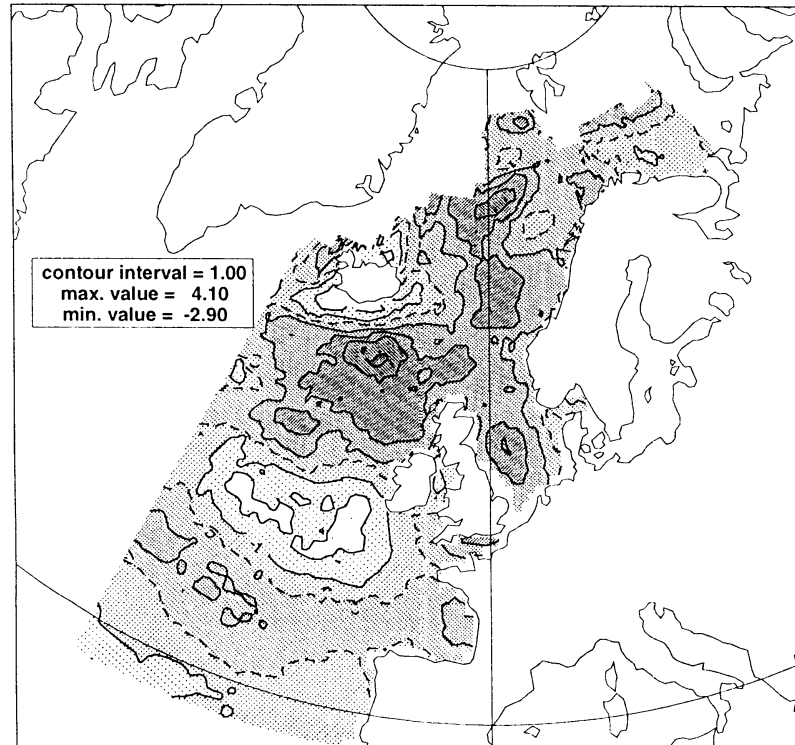 contour interval = 1.00
max. value = 4.10
min. value = -2.90